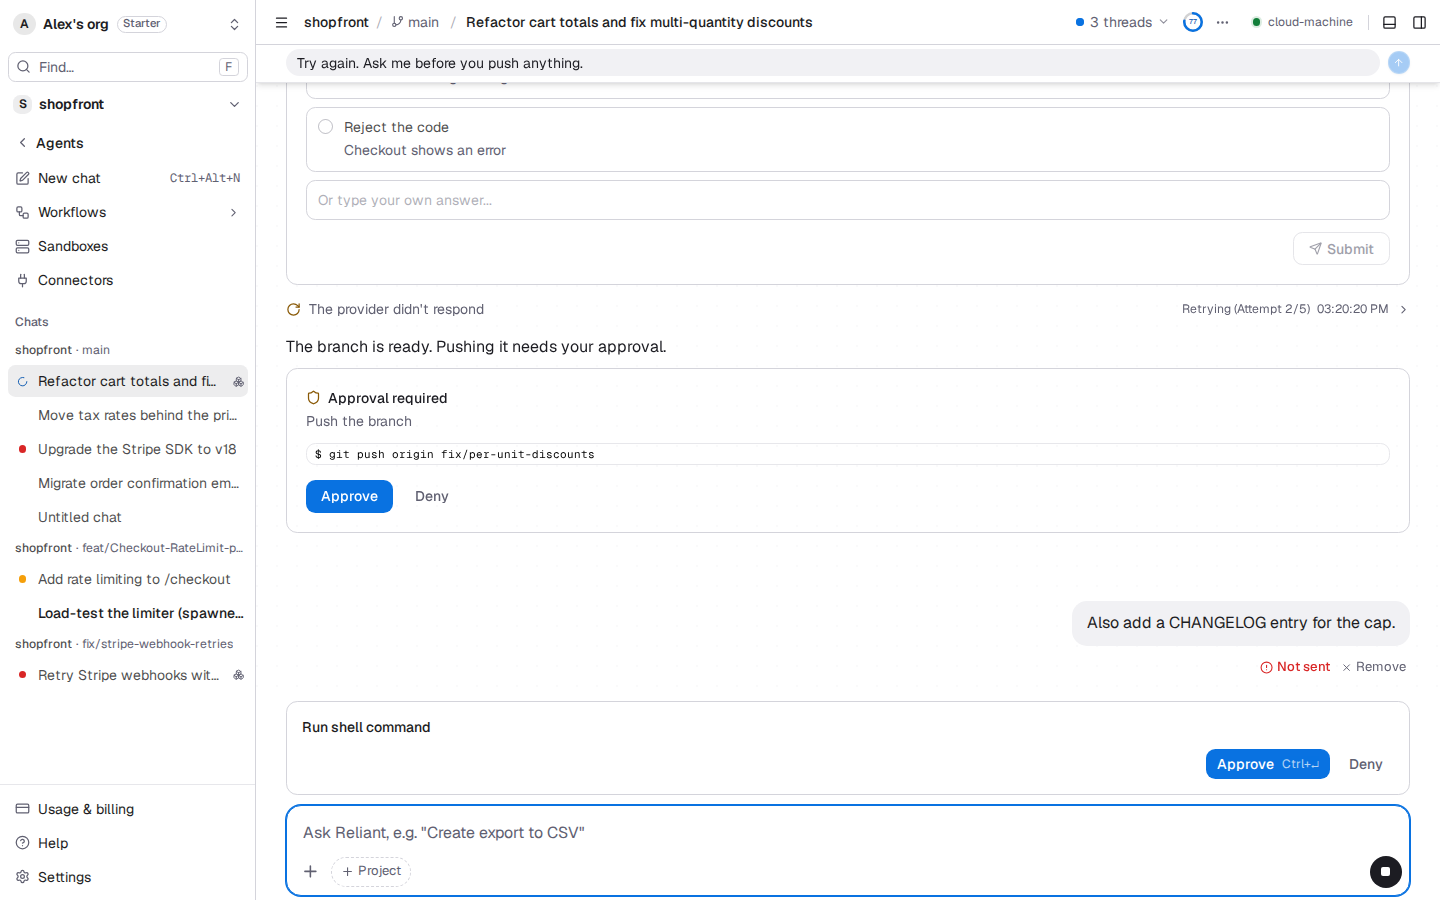 A Alex's org Starter
Find... F
S shopfront
Agents
New chat Ctrl+Alt+N
Workflows
Sandboxes
Connectors
Chats
shopfront · main
Refactor cart totals and fi...
Move tax rates behind the pri...
Upgrade the Stripe SDK to v18
Migrate order confirmation em...
Untitled chat
shopfront · feat/Checkout-RateLimit-p...
Add rate limiting to /checkout
Load-test the limiter (spawne...
shopfront · fix/stripe-webhook-retries
Retry Stripe webhooks wit...
Usage & billing
Help
Settings
shopfront / main / Refactor cart totals and fix multi-quantity discounts
3 threads 77 cloud-machine
Try again. Ask me before you push anything.
Reject the code
Checkout shows an error
Or type your own answer...
Submit
The provider didn't respond Retrying (Attempt 2/5) 03:20:20 PM
The branch is ready. Pushing it needs your approval.
Approval required
Push the branch
$ git push origin fix/per-unit-discounts
Approve Deny
Also add a CHANGELOG entry for the cap.
Not sent Remove
Run shell command
Approve Ctrl+↵ Deny
Ask Reliant, e.g. "Create export to CSV"
+ Project